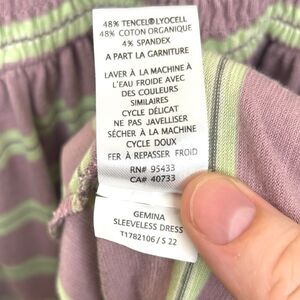 48% TENCEL®LYOCELL
48% COTON ORGANIQUE
4% SPANDEX
A PART LA GARNITURE
LAVER À LA MACHINE À
L'EAU FROIDE AVEC
DES COULEURS
SIMILAIRES
CYCLE DÉLICAT
NE PAS JAVELLISER
SÉCHER À LA MACHINE
CYCLE DOUX
FER À REPASSER FROID
RN# 95433
CA# 40733
GEMINA
SLEEVELESS DRESS
T1782106/S 22